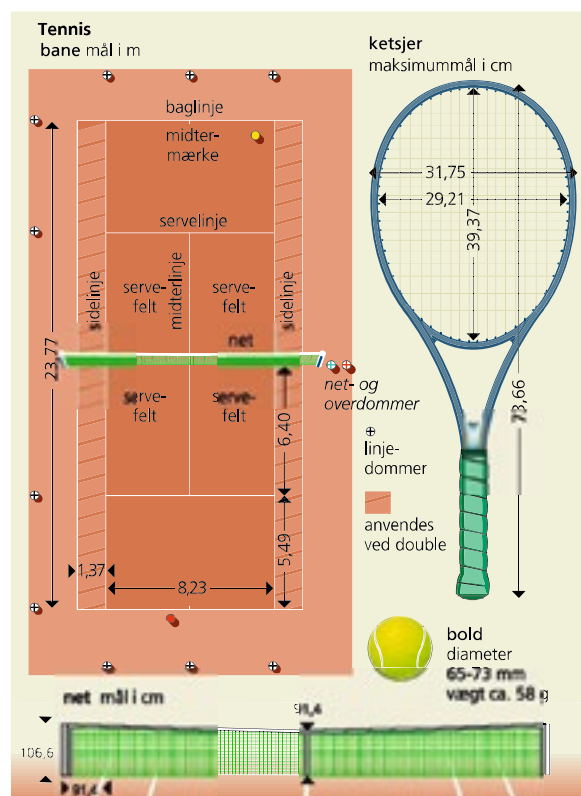 Tennis
bane mål i m
baglinje
midter-
mærke
servelinje
sidelinje
serve-
felt
midterlinje
serve-
felt
sidelinje
net
23,77
serve-
felt
serve-
felt
6,40
5,49
1,37
8,23
net- og
overdommer
linje-
dommer
anvendes
ved double
ketsjer
maksimummål i cm
31,75
29,21
39,37
73,66
bold
diameter
65-73 mm
vægt ca. 58 g
net mål i cm
91,4
106,6
91,4